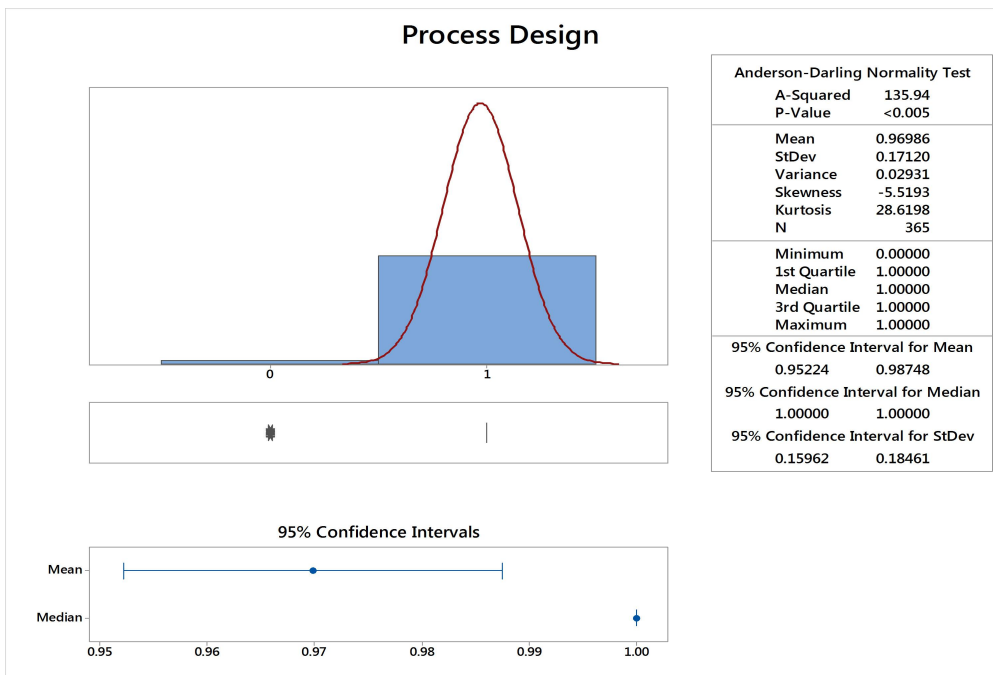 Process Design
0 1
95% Confidence Intervals
Mean
Median
0.95 0.96 0.97 0.98 0.99 1.00
Anderson-Darling Normality Test
A-Squared 135.94
P-Value <0.005
Mean 0.96986
StDev 0.17120
Variance 0.02931
Skewness -5.5193
Kurtosis 28.6198
N 365
Minimum 0.00000
1st Quartile 1.00000
Median 1.00000
3rd Quartile 1.00000
Maximum 1.00000
95% Confidence Interval for Mean
0.95224 0.98748
95% Confidence Interval for Median
1.00000 1.00000
95% Confidence Interval for StDev
0.15962 0.18461